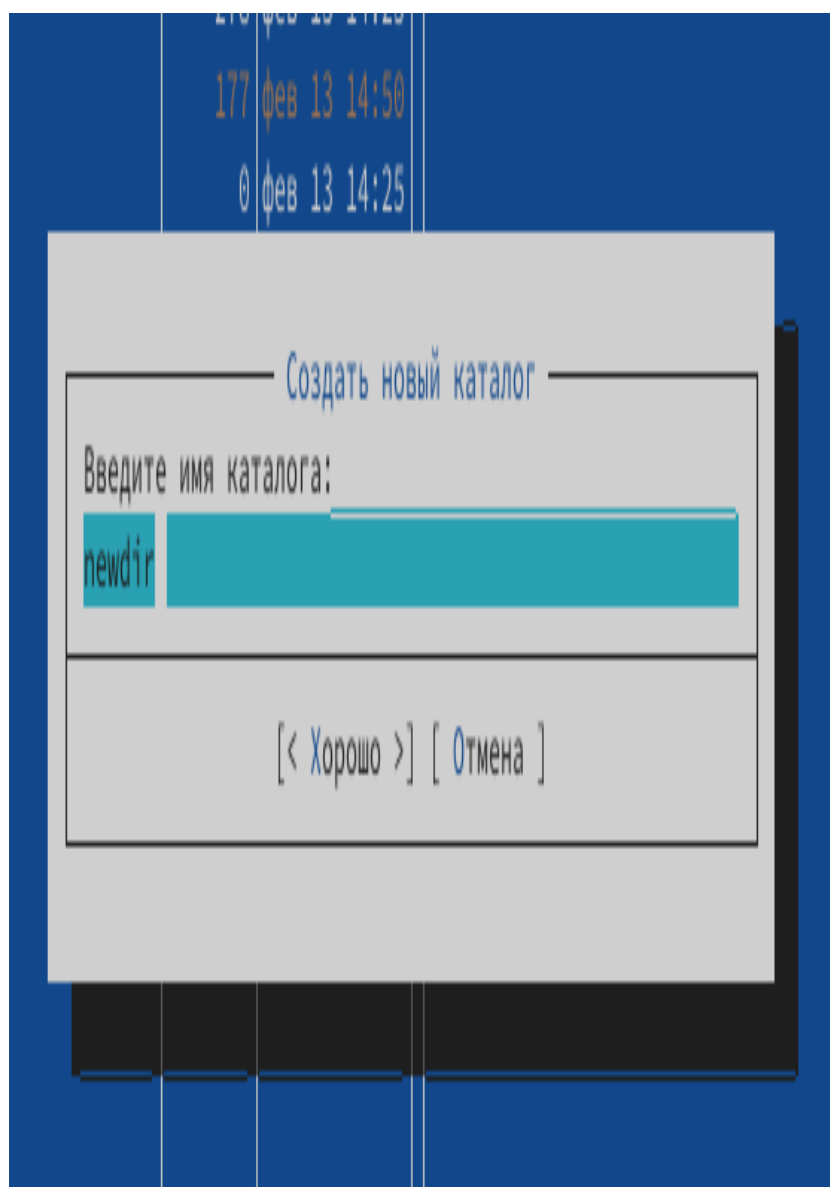 177 фев 13 14:50
0 фев 13 14:25
Создать новый каталог
Введите имя каталога:
newdir
[< Хорошо >] [ Отмена ]